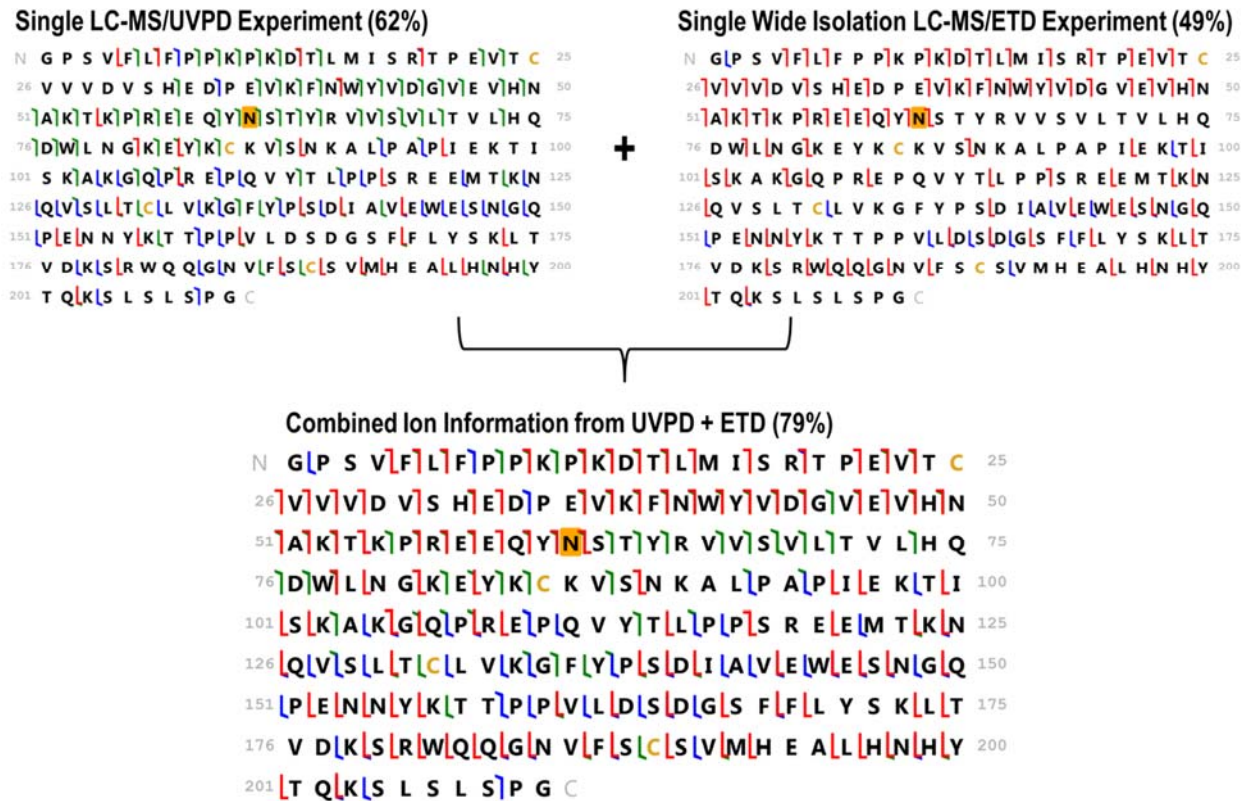 Single LC-MS/UVPD Experiment (62%)
N G P S V F L F P P K P K D T L M I S R T P E V T C 25
26 V V V D V S H E D P E V K F N W Y V D G V E V H N 50
51 A K T K P R E E Q Y N S T Y R V V S V L T V L H Q 75
76 D W L N G K E Y K C K V S N K A L P A P I E K T I 100
101 S K A K G Q P R E P Q V Y T L P P S R E E M T K N 125
126 Q V S L L T C L V K G F Y P S D I A V E W E S N G Q 150
151 P E N N Y K T T P P V L D S D G S F F L Y S K L T 175
176 V D K S R W Q Q G N V F S C S V M H E A L H N H Y 200
201 T Q K S L S L S P G C
+
Single Wide Isolation LC-MS/ETD Experiment (49%)
N G P S V F L F P P K P K D T L M I S R T P E V T C 25
26 V V V D V S H E D P E V K F N W Y V D G V E V H N 50
51 A K T K P R E E Q Y N S T Y R V V S V L T V L H Q 75
76 D W L N G K E Y K C K V S N K A L P A P I E K T I 100
101 S K A K G Q P R E P Q V Y T L P P S R E E M T K N 125
126 Q V S L T C L V K G F Y P S D I A V E W E S N G Q 150
151 P E N N Y K T T P P V L D S D G S F F L Y S K L T 175
176 V D K S R W Q Q G N V F S C S V M H E A L H N H Y 200
201 T Q K S L S L S P G C
Combined Ion Information from UVPD + ETD (79%)
N G P S V F L F P P K P K D T L M I S R T P E V T C 25
26 V V V D V S H E D P E V K F N W Y V D G V E V H N 50
51 A K T K P R E E Q Y N S T Y R V V S V L T V L H Q 75
76 D W L N G K E Y K C K V S N K A L P A P I E K T I 100
101 S K A K G Q P R E P Q V Y T L P P S R E E M T K N 125
126 Q V S L T C L V K G F Y P S D I A V E W E S N G Q 150
151 P E N N Y K T T P P V L D S D G S F F L Y S K L T 175
176 V D K S R W Q Q G N V F S C S V M H E A L H N H Y 200
201 T Q K S L S L S P G C